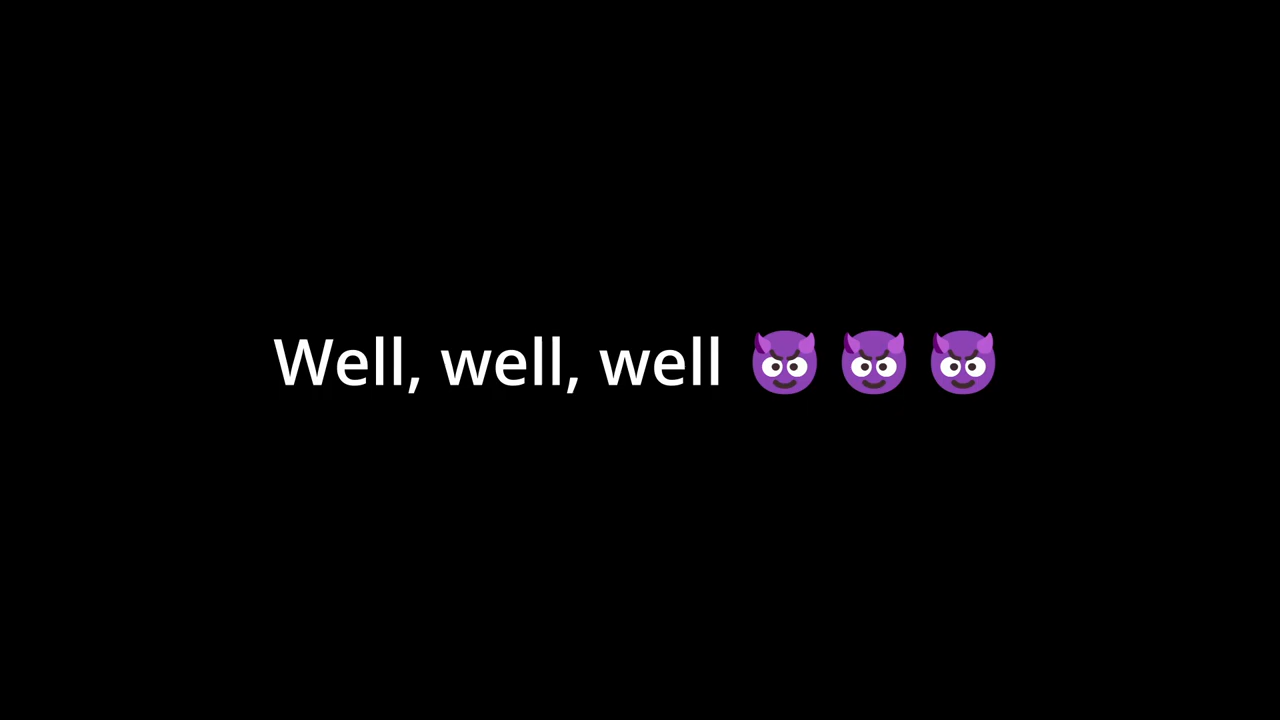 Well, well, well 😈 😈 😈